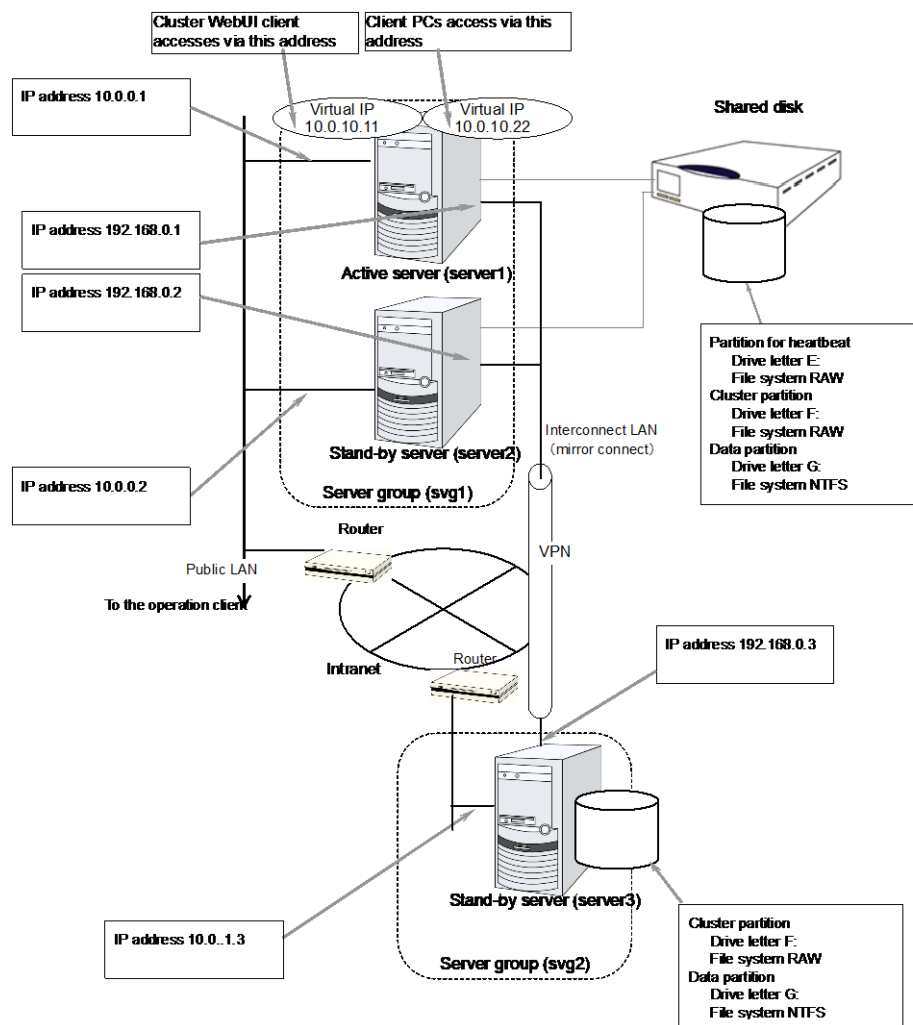 Cluster WebUI client
accesses via this address
Client PCs access via this
address
IP address 10.0.0.1
Virtual IP
10.0.10.11
Virtual IP
10.0.10.22
Shared disk
IP address 192.168.0.1
Active server (server1)
IP address 192.168.0.2
Partition for heartbeat
Drive letter E:
File system RAW
Cluster partition
Drive letter F:
File system RAW
Data partition
Drive letter G:
File system NTFS
Interconnect LAN
(mirror connect)
Stand-by server (server2)
IP address 10.0.0.2
Server group (svg1)
Router
VPN
Public LAN
To the operation client
IP address 192.168.0.3
Router
Intranet
Stand-by server (server3)
IP address 10.0..1.3
Server group (svg2)
Cluster partition
Drive letter F:
File system RAW
Data partition
Drive letter G:
File system NTFS